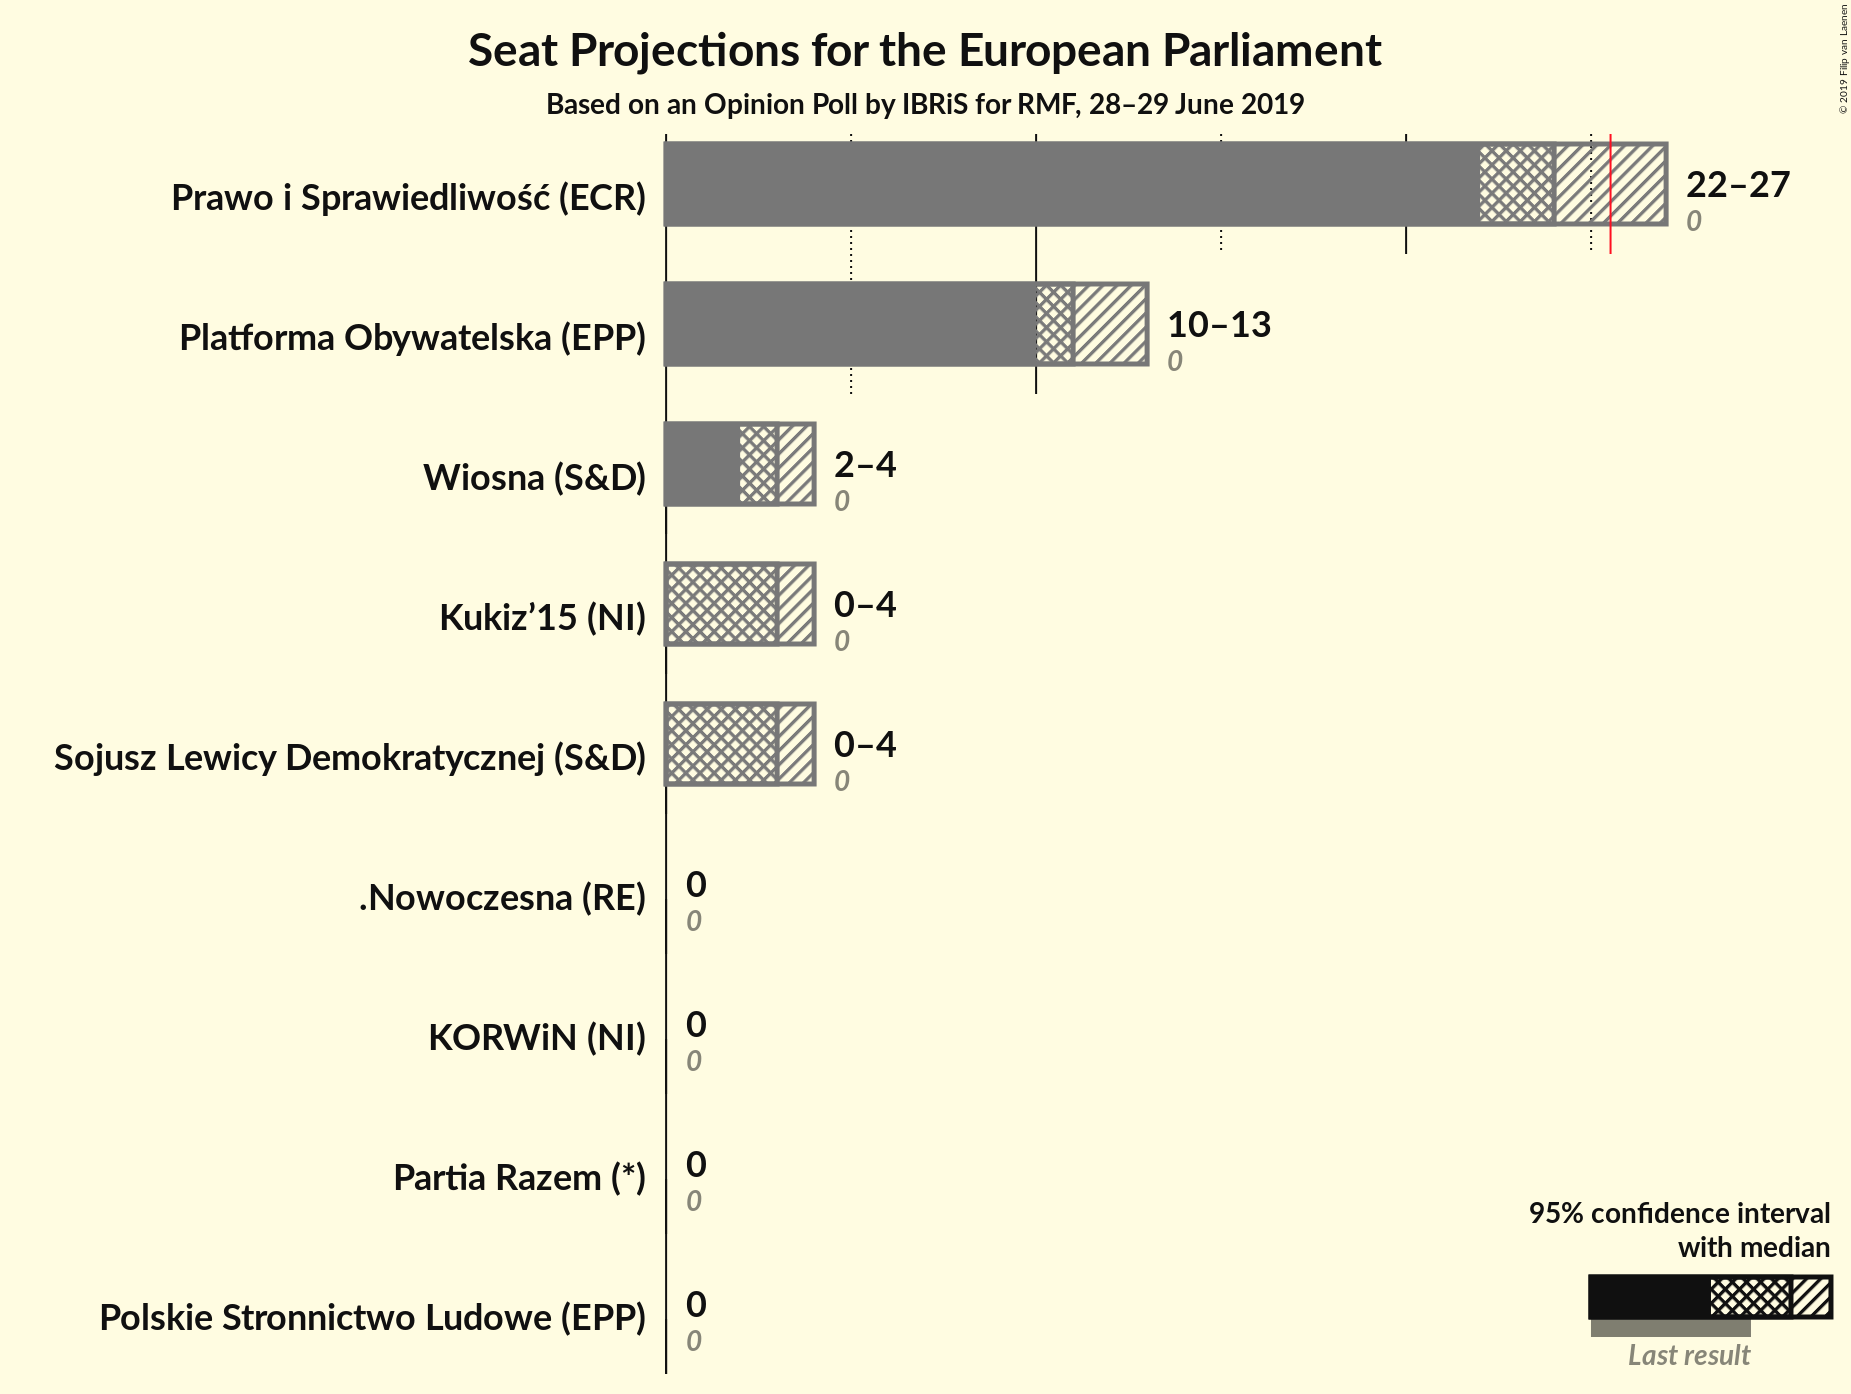 Seat Projections for the European Parliament
Based on an Opinion Poll by IBRiS for RMF, 28–29 June 2019
© 2019 Filip van Laenen
Prawo i Sprawiedliwość (ECR)
22–27
0
Platforma Obywatelska (EPP)
10–13
0
Wiosna (S&D)
2–4
0
Kukiz’15 (NI)
0–4
0
Sojusz Lewicy Demokratycznej (S&D)
0–4
0
.Nowoczesna (RE)
0
0
KORWiN (NI)
0
0
Partia Razem (*)
0
0
Polskie Stronnictwo Ludowe (EPP)
0
0
95% confidence interval
with median
Last result